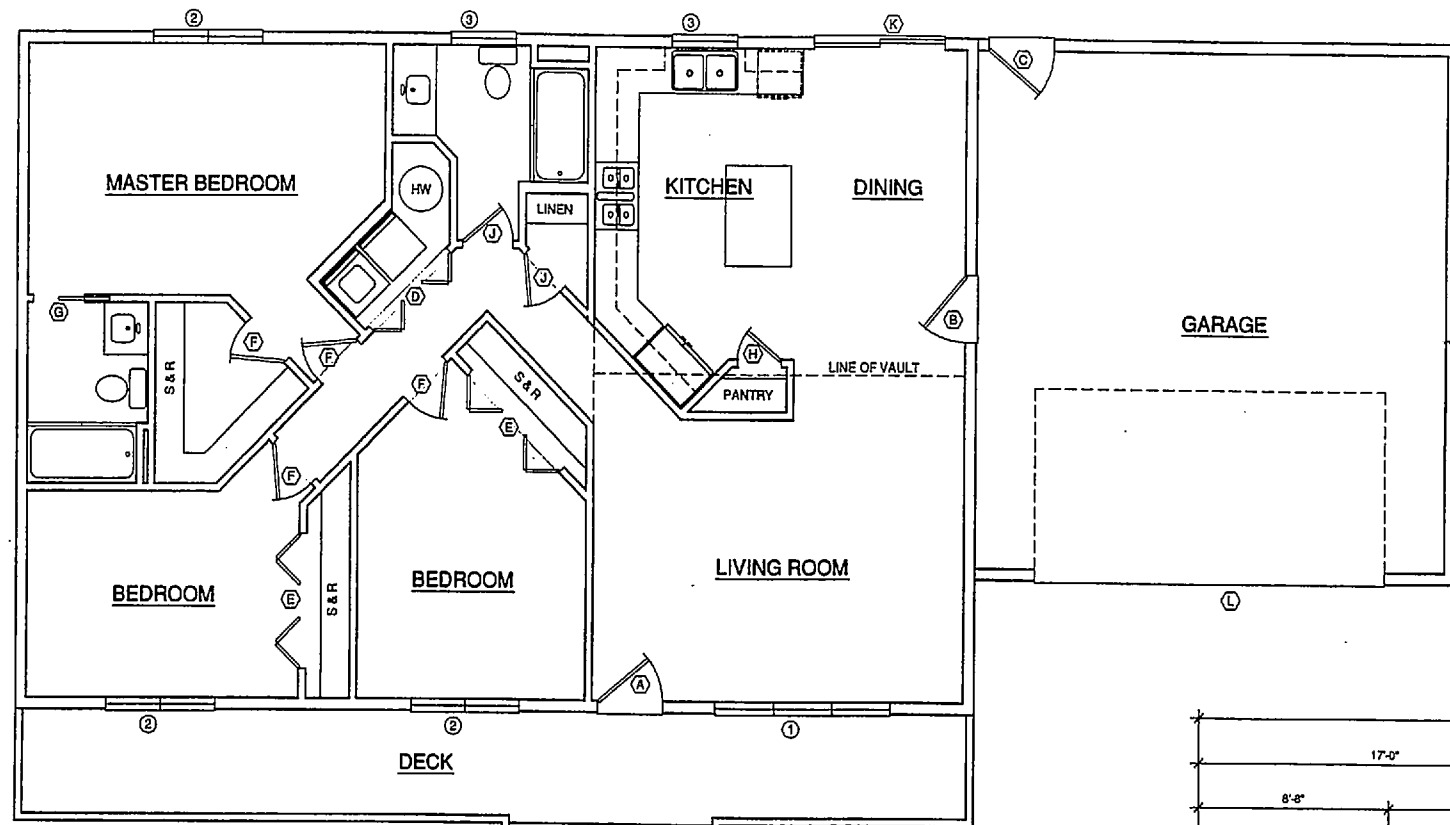 2
3
3
K
C
MASTER BEDROOM
HW
LINEN
KITCHEN
DINING
J
J
D
G
F
F
B
GARAGE
S & R
F
S & R
H
LINE OF VAULT
PANTRY
E
F
BEDROOM
BEDROOM
LIVING ROOM
E
S & R
L
A
2
2
1
DECK
17'-0"
8'-8"